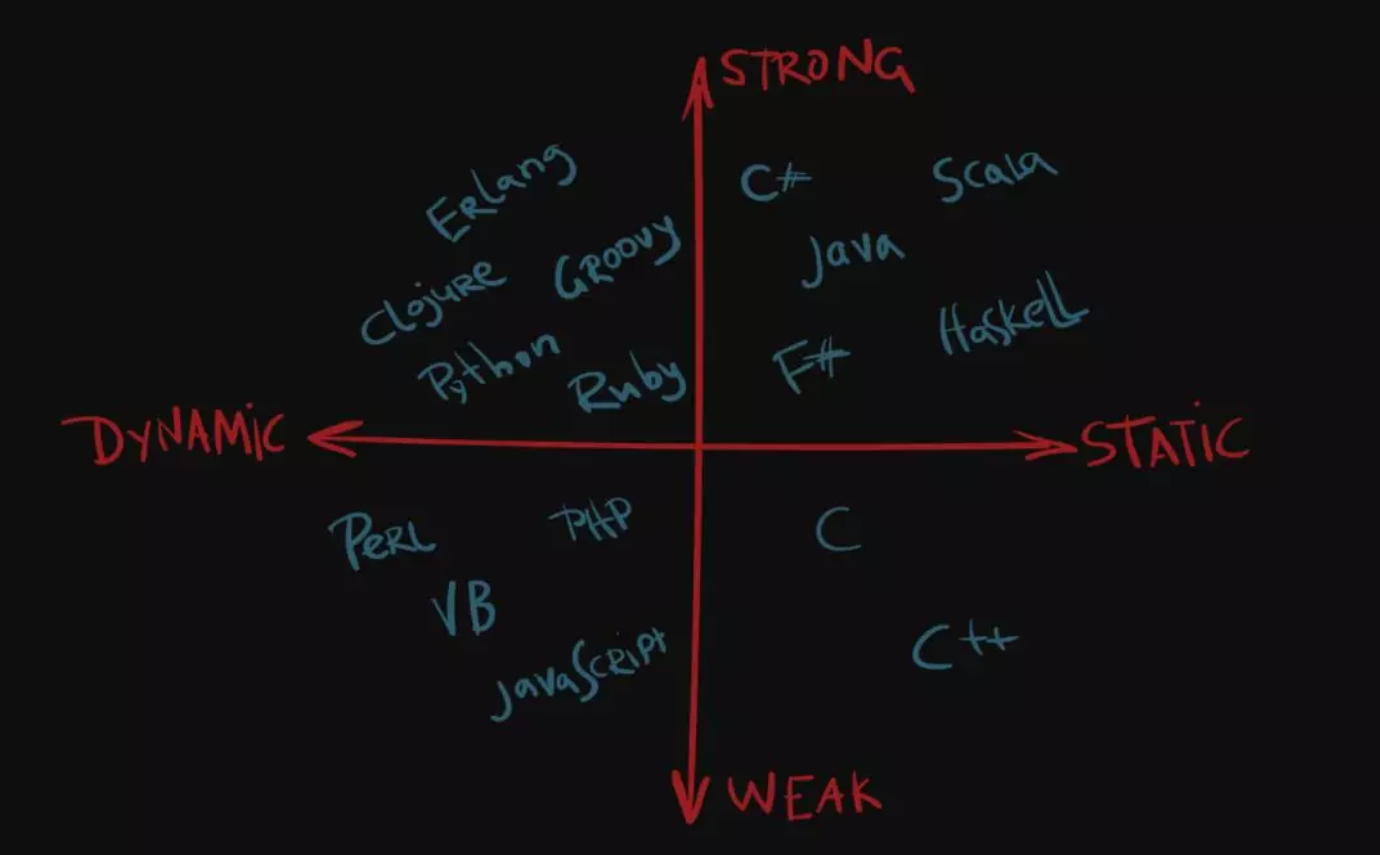 STRONG
Erlang
C#
Scala
Groovy
Java
Clojure
Haskell
Python
Ruby
F#
DYNAMIC
STATIC
PERL
PHP
C
VB
C++
JavaScript
WEAK